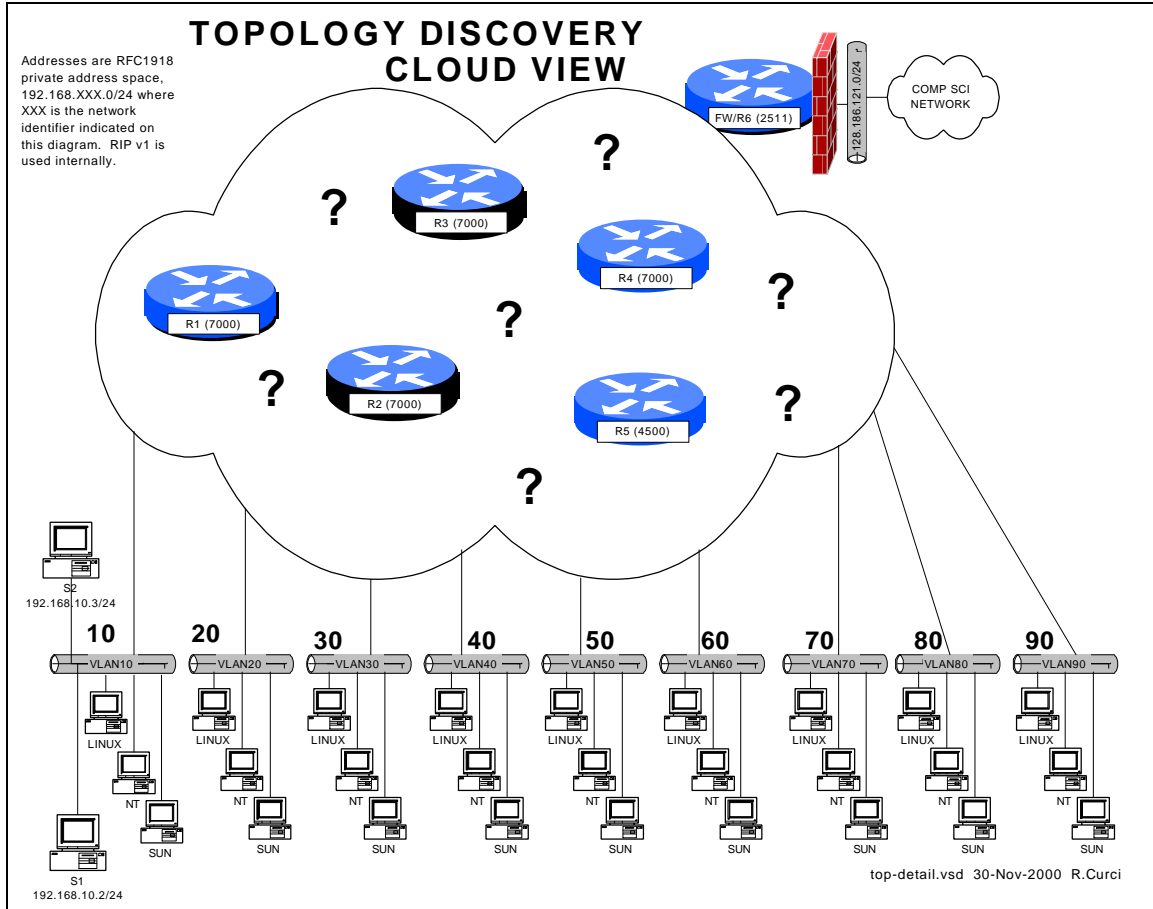 TOPOLOGY DISCOVERY
CLOUD VIEW
Addresses are RFC1918
private address space,
192.168.XXX.0/24 where
XXX is the network
identifier indicated on
this diagram. RIP v1 is
used internally.
FW/R6 (2511)
128.186.121.0/24
COMP SCI
NETWORK
?
?
R3 (7000)
R4 (7000)
?
R1 (7000)
?
?
R2 (7000)
R5 (4500)
?
?
S2
192.168.10.3/24
10
20
30
40
50
60
70
80
90
VLAN10
VLAN20
VLAN30
VLAN40
VLAN50
VLAN60
VLAN70
VLAN80
VLAN90
LINUX
LINUX
LINUX
LINUX
LINUX
LINUX
LINUX
LINUX
LINUX
NT
NT
NT
NT
NT
NT
NT
NT
NT
SUN
SUN
SUN
SUN
SUN
SUN
SUN
SUN
SUN
S1
192.168.10.2/24
top-detail.vsd 30-Nov-2000 R.Curci